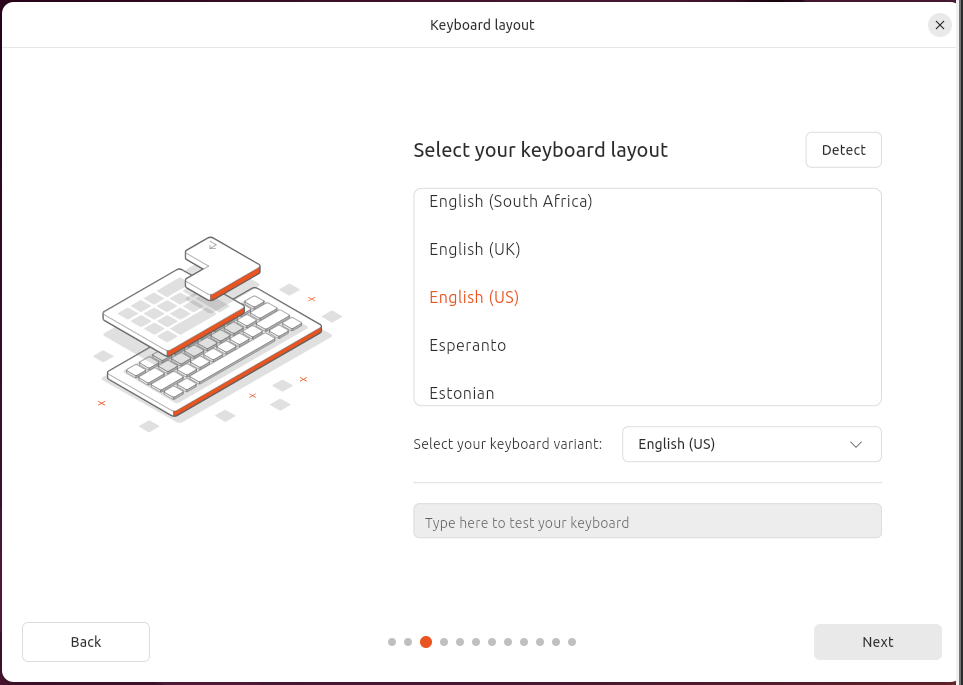 Keyboard layout
Select your keyboard layout
Detect
English (South Africa)
English (UK)
English (US)
Esperanto
Estonian
Select your keyboard variant:
English (US)
Type here to test your keyboard
Back
Next